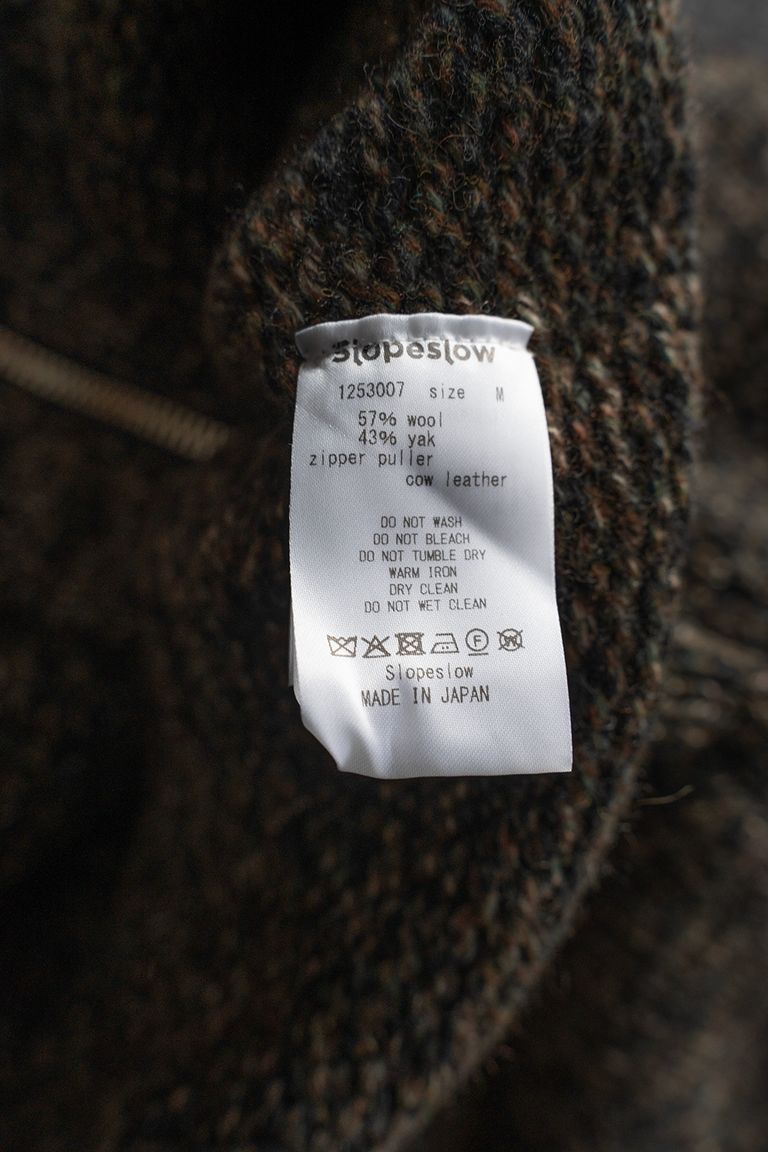 Slopeslow
1253007 size M
57% wool
43% yak
zipper puller
cow leather
DO NOT WASH
DO NOT BLEACH
DO NOT TUMBLE DRY
WARM IRON
DRY CLEAN
DO NOT WET CLEAN
F W
Slopeslow
MADE IN JAPAN